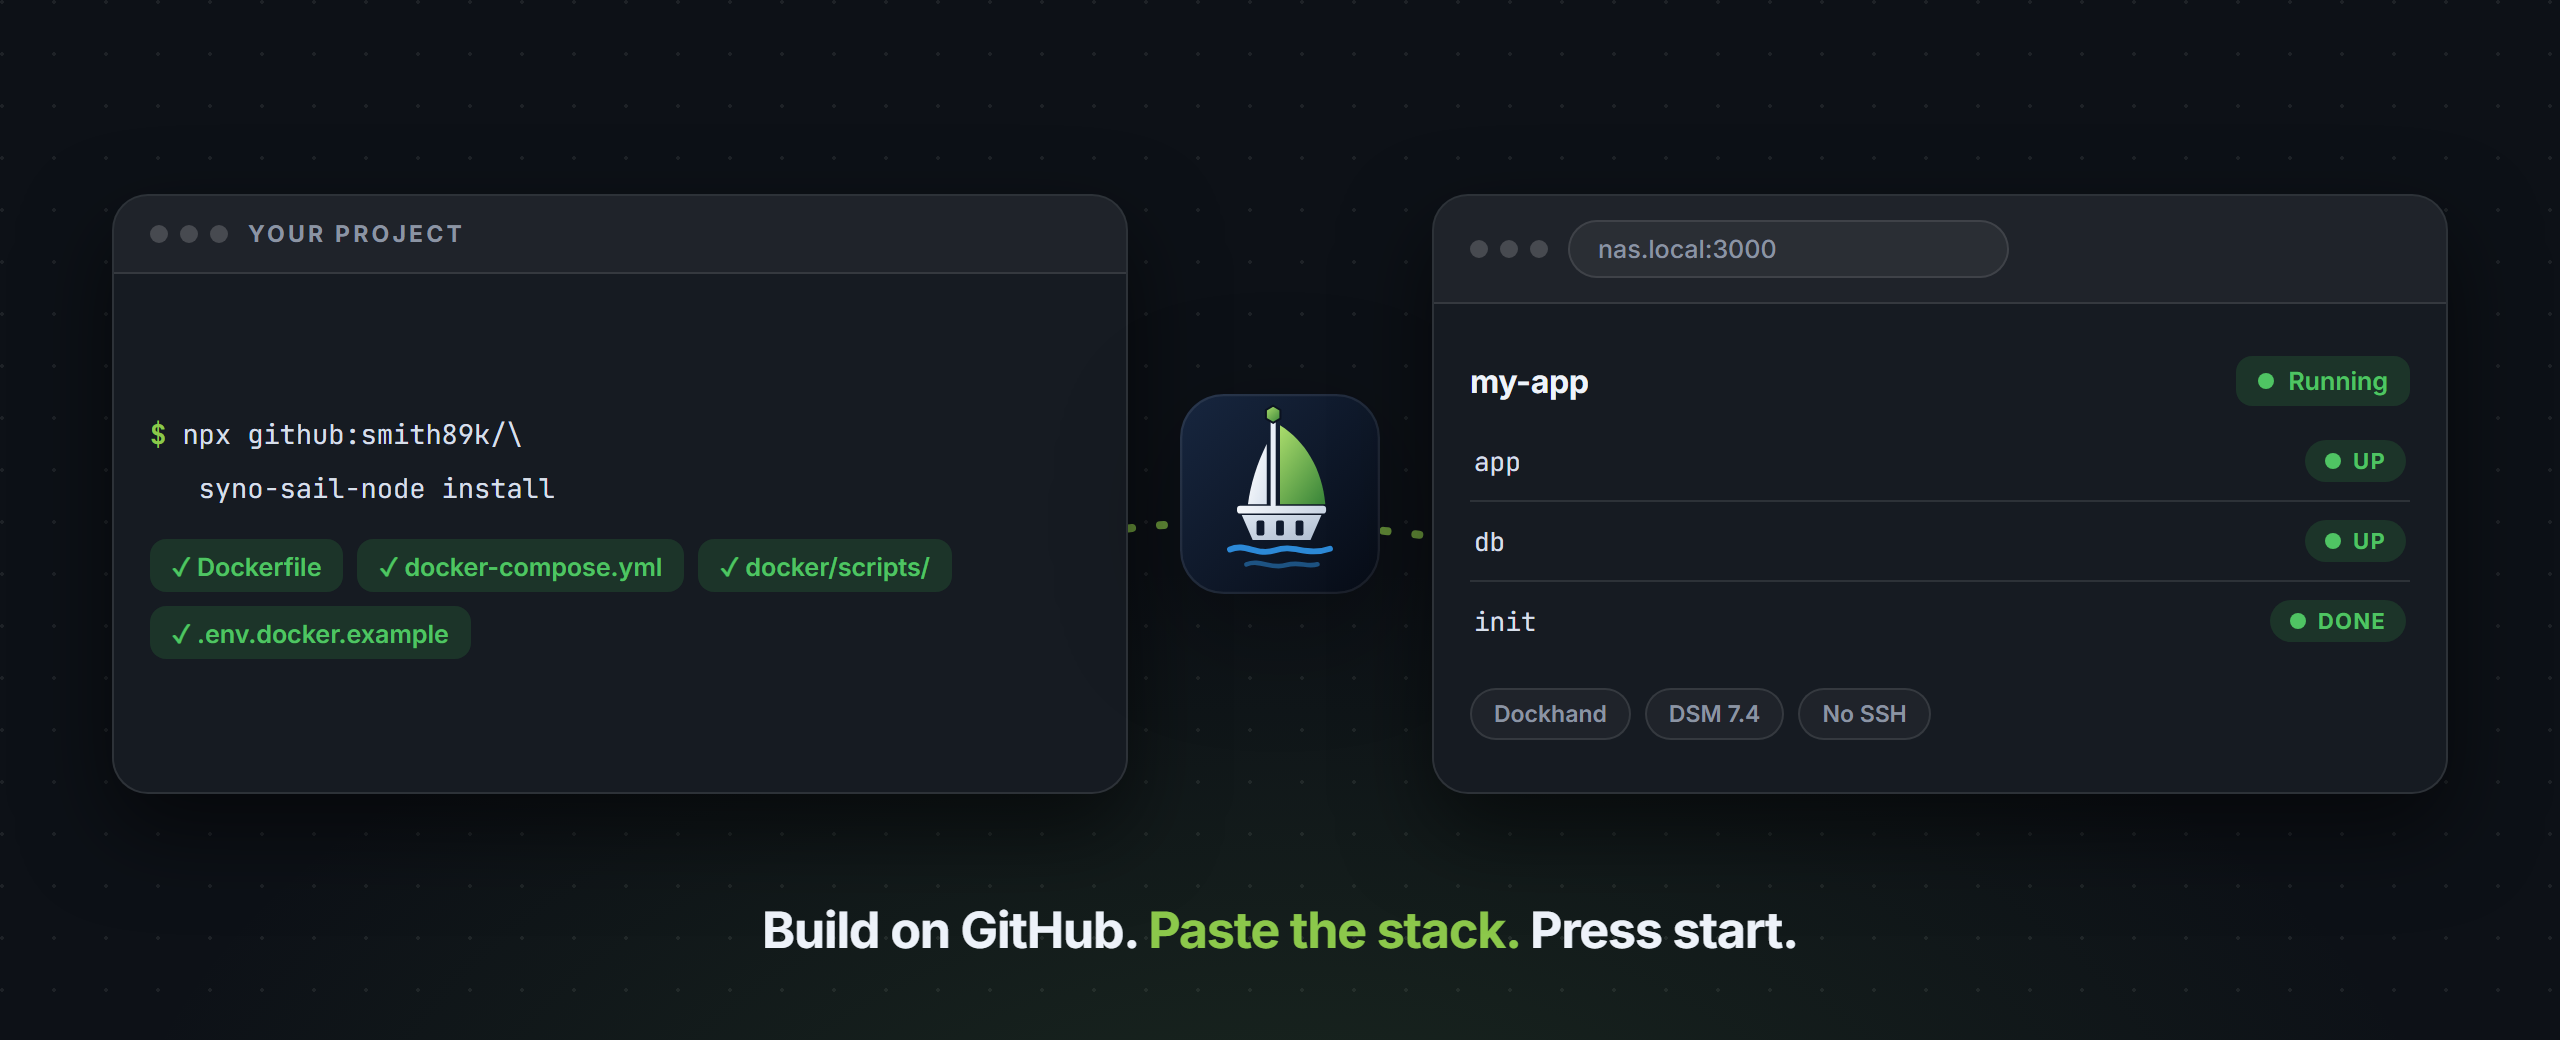 YOUR PROJECT
$ npx github:smith89k/\
syno-sail-node install
✓ Dockerfile ✓ docker-compose.yml ✓ docker/scripts/
✓ .env.docker.example
nas.local:3000
my-app Running
app UP
db UP
init DONE
Dockhand DSM 7.4 No SSH
Build on GitHub. Paste the stack. Press start.